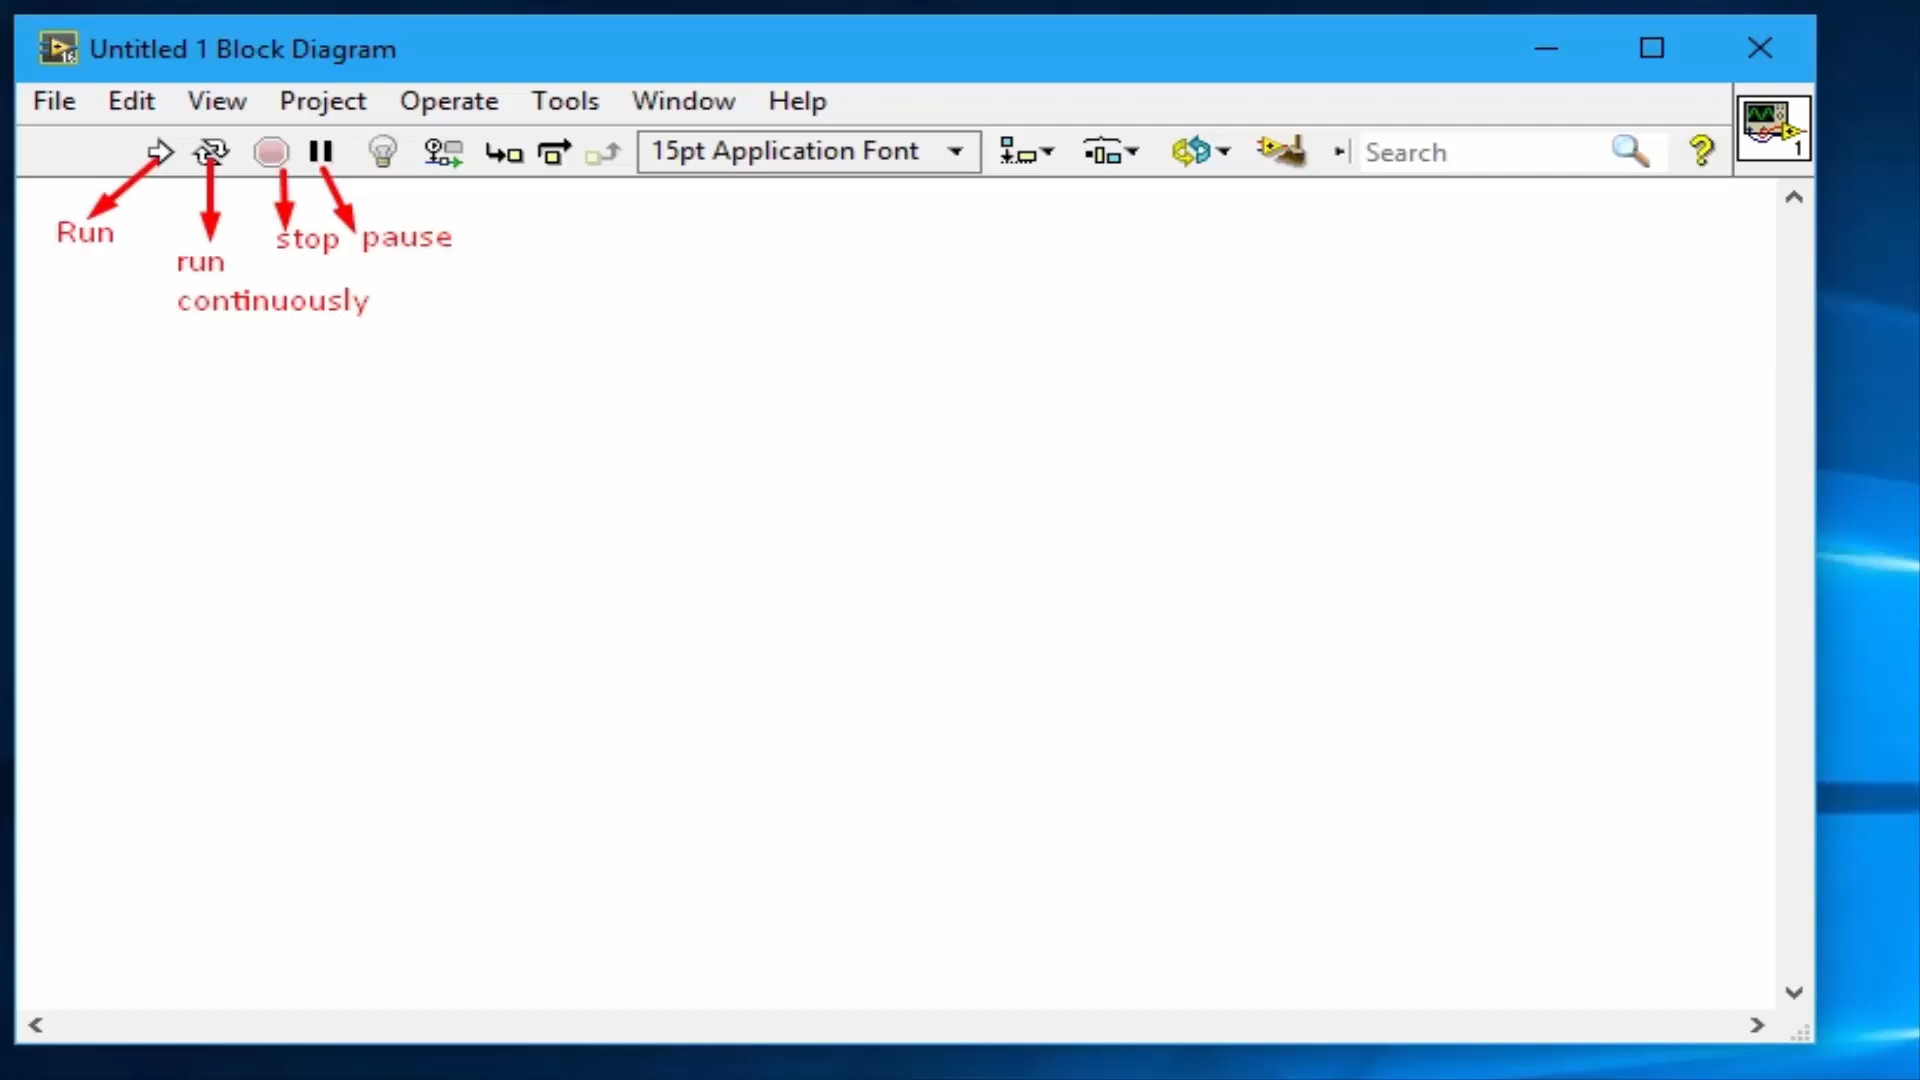 Untitled 1 Block Diagram
File Edit View Project Operate Tools Window Help
15pt Application Font
Search
1
Run
run
continuously
stop
pause